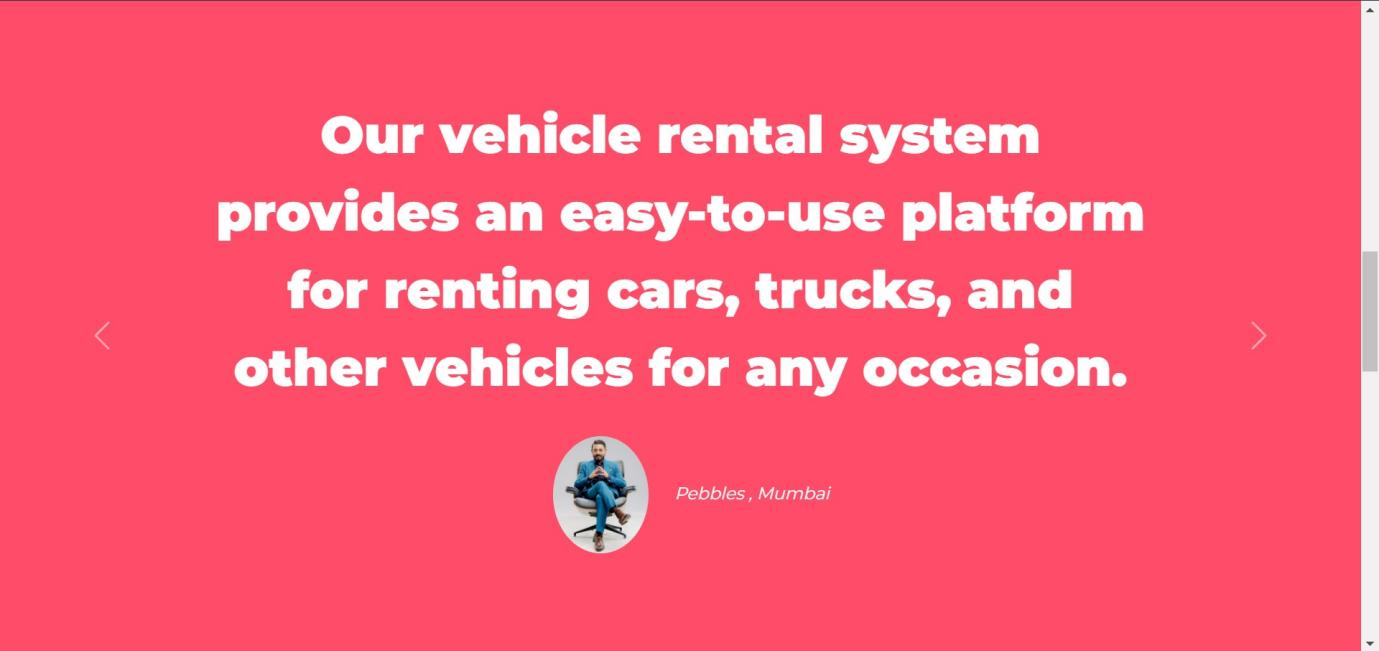 Our vehicle rental system
provides an easy-to-use platform
for renting cars, trucks, and
other vehicles for any occasion.
Pebbles , Mumbai